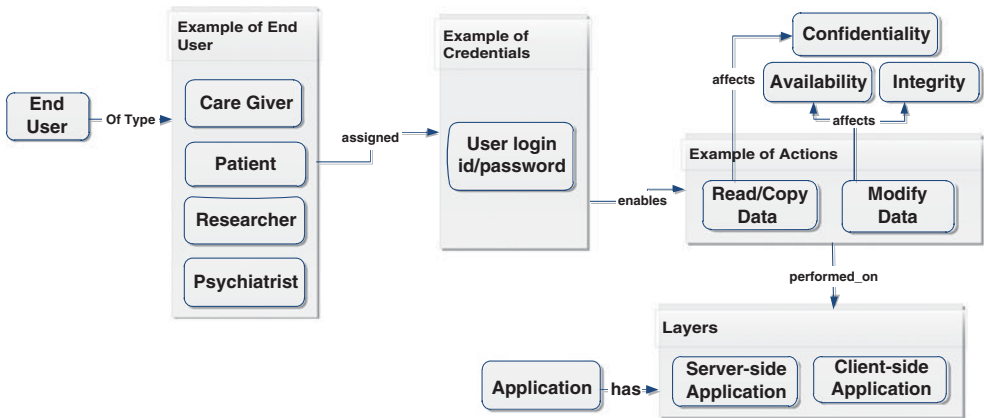 End
User
Of Type
Example of End
User
Care Giver
Patient
Researcher
Psychiatrist
assigned
Example of
Credentials
User login
id/password
enables
Confidentiality
affects
Availability
Integrity
affects
Example of Actions
Read/Copy
Data
Modify
Data
performed_on
Layers
Application
has
Server-side
Application
Client-side
Application